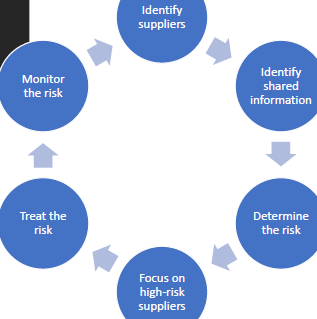 Identify
suppliers
Identify
shared
information
Determine
the risk
Focus on
high-risk
suppliers
Treat the
risk
Monitor
the risk